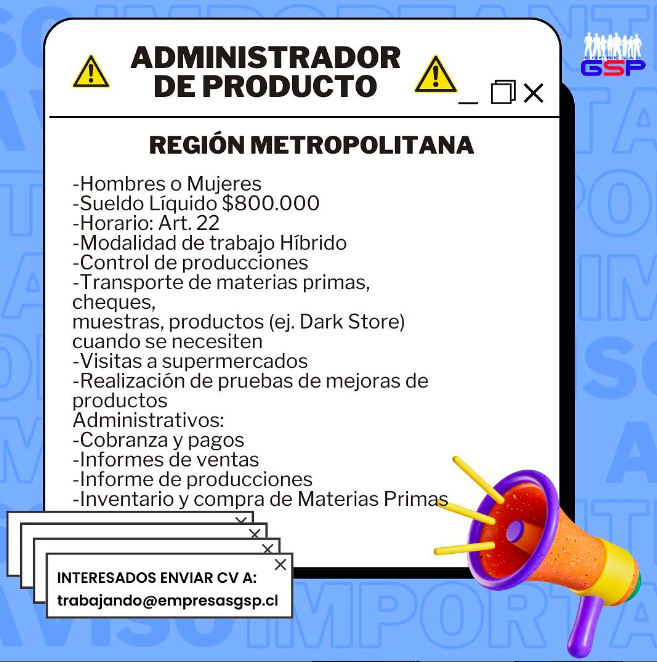 ADMINISTRADOR
DE PRODUCTO
GSP
REGIÓN METROPOLITANA
-Hombres o Mujeres
-Sueldo Líquido $800.000
-Horario: Art. 22
-Modalidad de trabajo Híbrido
-Control de producciones
-Transporte de materias primas,
cheques,
muestras, productos (ej. Dark Store)
cuando se necesiten
-Visitas a supermercados
-Realización de pruebas de mejoras de
productos
Administrativos:
-Cobranza y pagos
-Informes de ventas
-Informe de producciones
-Inventario y compra de Materias Primas
INTERESADOS ENVIAR CV A:
trabajando@empresasgsp.cl
AVISO IMPORTA